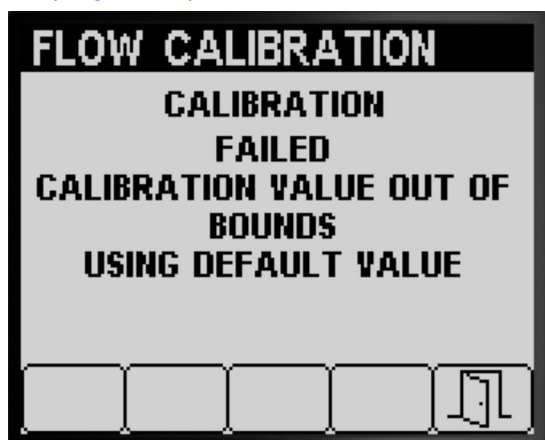 FLOW CALIBRATION
CALIBRATION
FAILED
CALIBRATION VALUE OUT OF
BOUNDS
USING DEFAULT VALUE